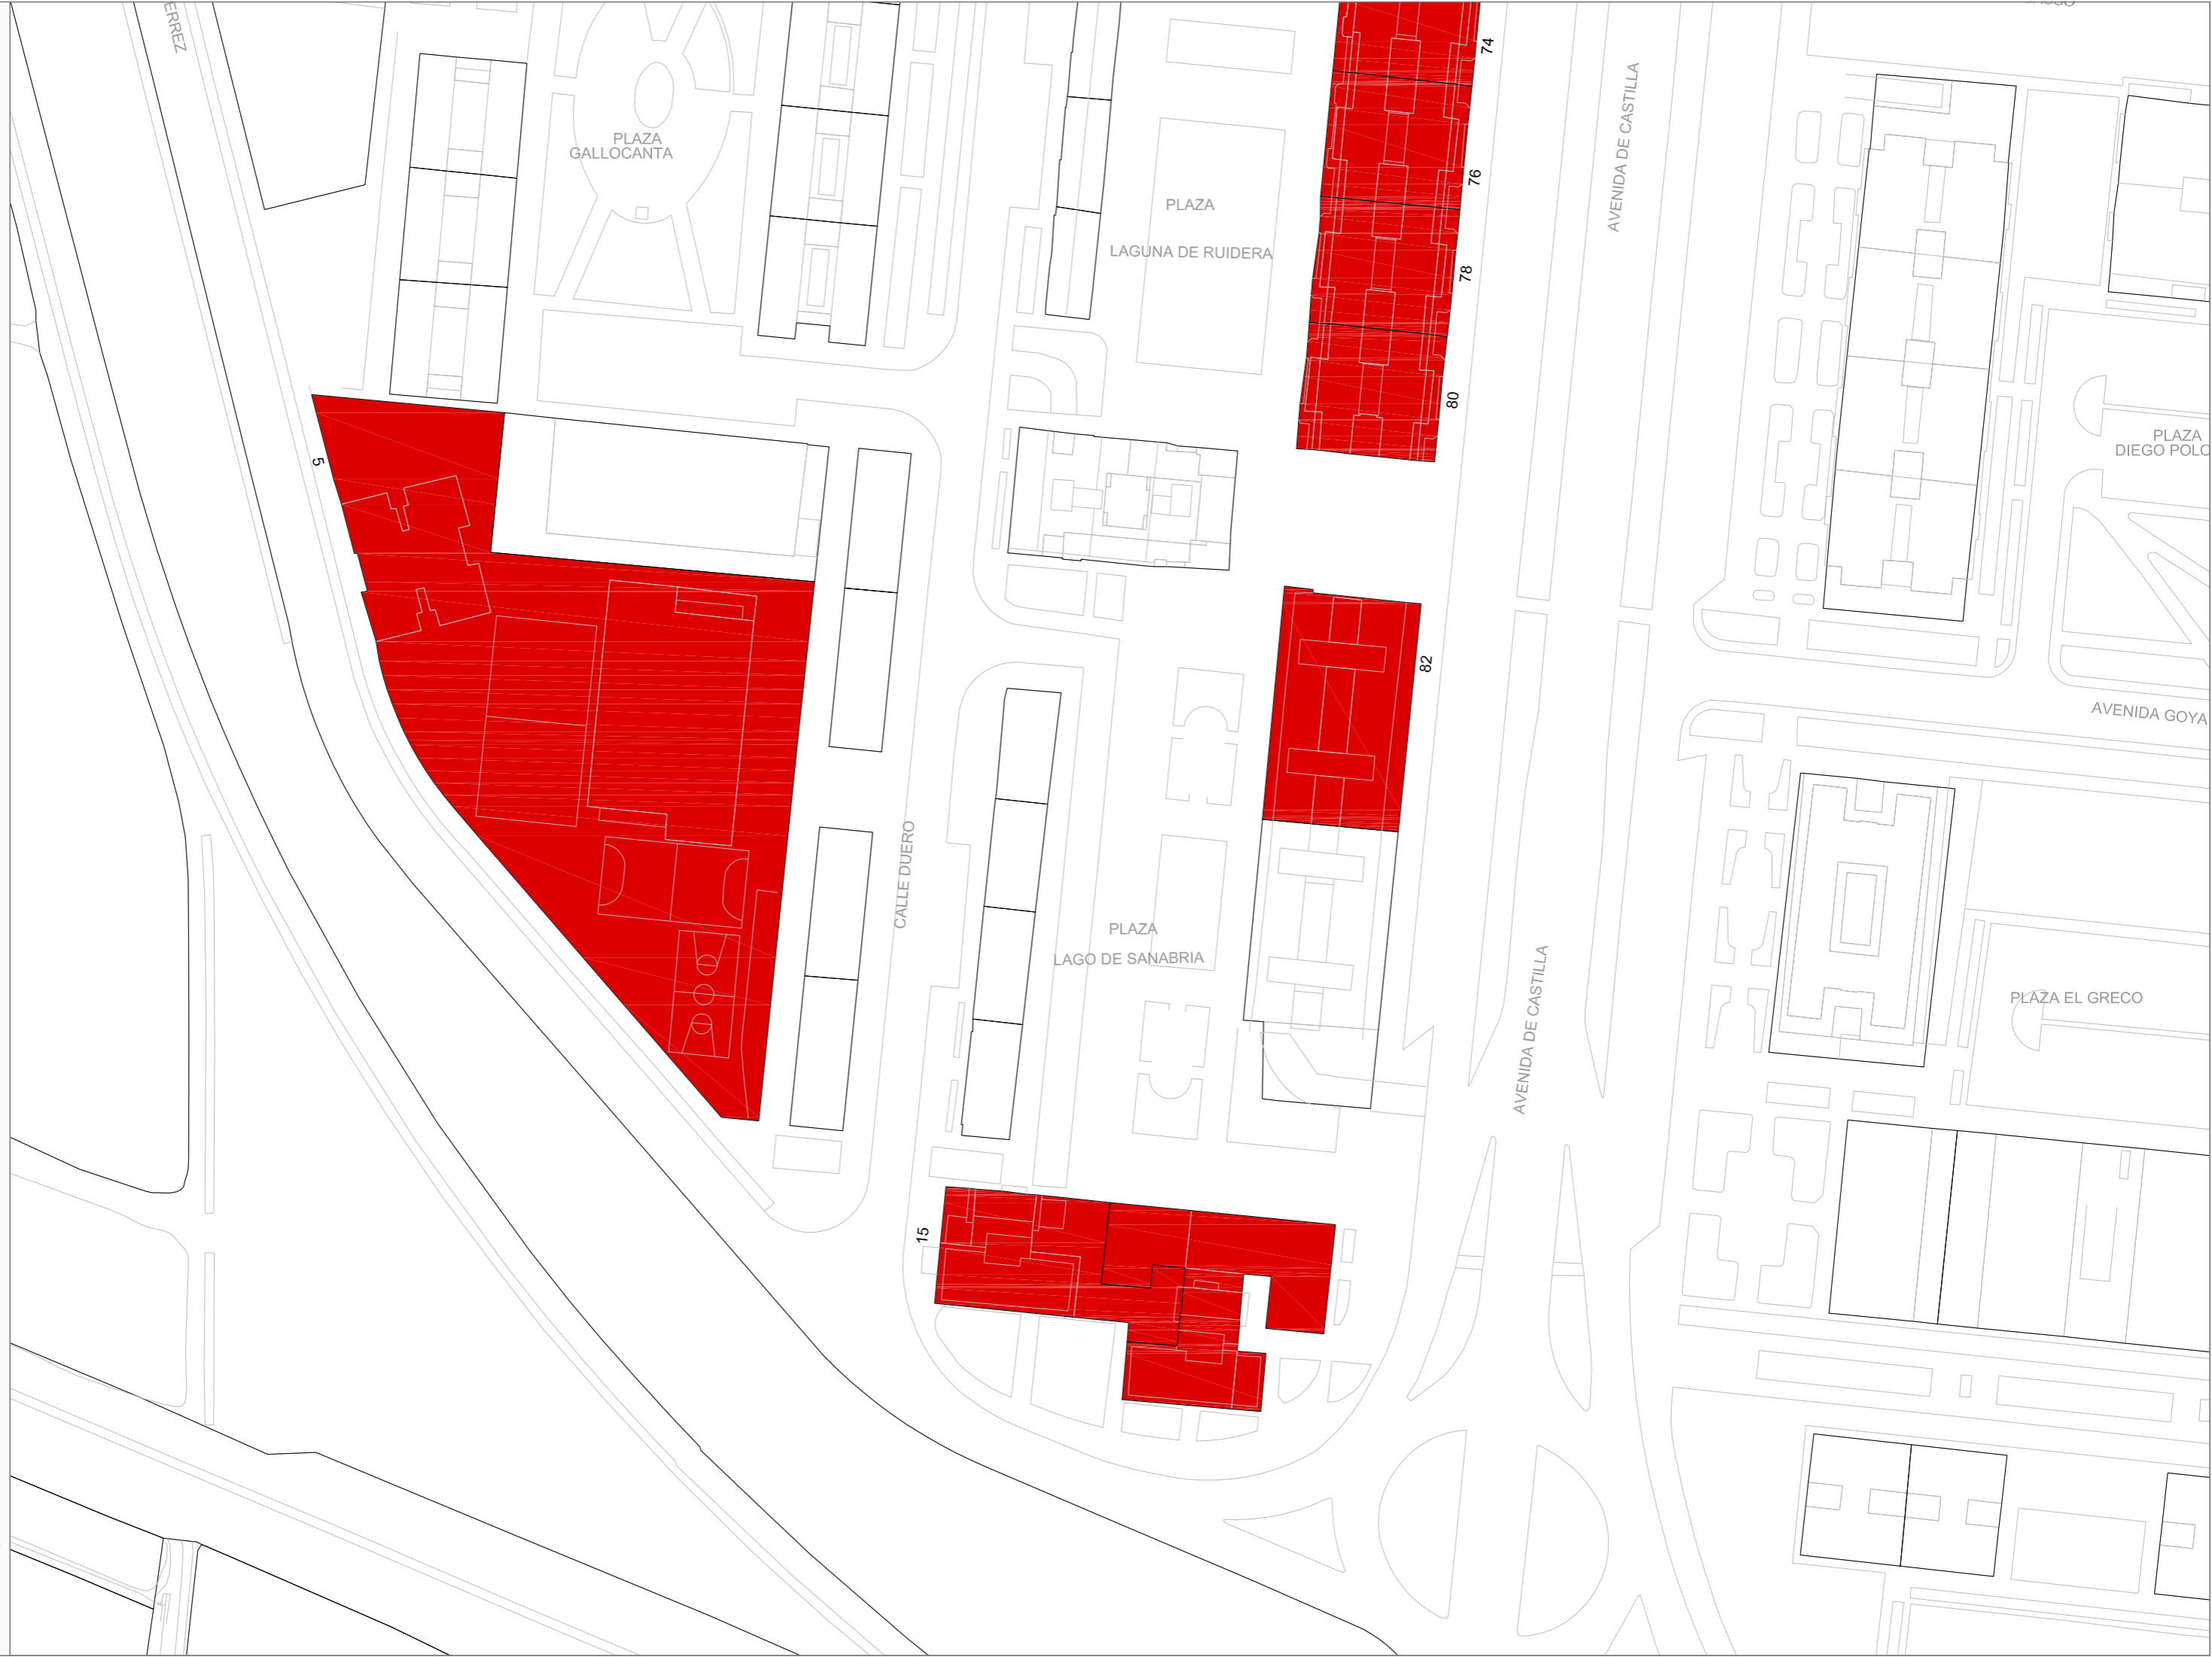 74
AVENIDA DE CASTILLA
PLAZA
GALLOCANTA
76
PLAZA
LAGUNA DE RUIDERA
78
80
PLAZA
DIEGO POLO
5
82
AVENIDA GOYA
CALLE DUERO
PLAZA
LAGO DE SANABRIA
AVENIDA DE CASTILLA
PLAZA EL GRECO
15